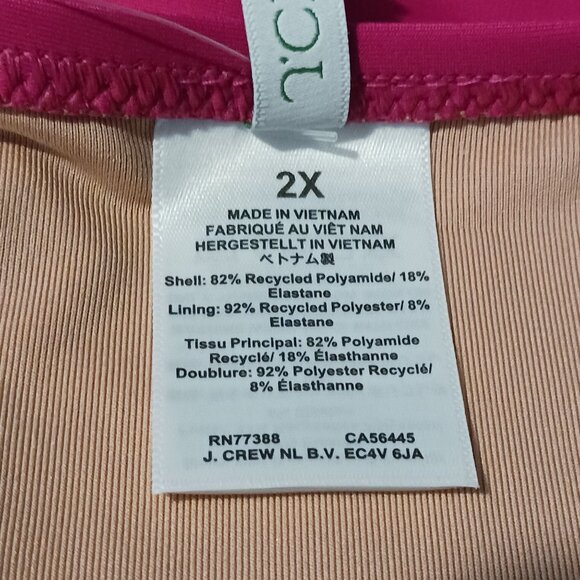 2X
MADE IN VIETNAM
FABRIQUÉ AU VIÊT NAM
HERGESTELLT IN VIETNAM
ベトナム製
Shell: 82% Recycled Polyamide/ 18%
Elastane
Lining: 92% Recycled Polyester/ 8%
Elastane
Tissu Principal: 82% Polyamide
Recyclé/ 18% Élasthanne
Doublure: 92% Polyester Recyclé/
8% Élasthanne
RN77388 CA56445
J. CREW NL B.V. EC4V 6JA